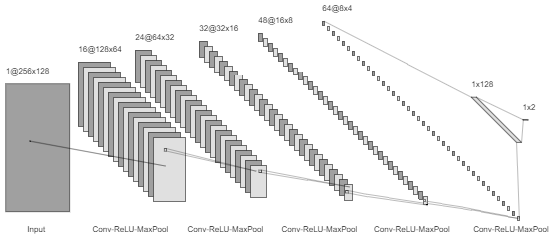 64@8x4
48@16x8
32@32x16
24@64x32
16@128x64
1@256x128
1x128
1x2
Input
Conv-ReLU-MaxPool
Conv-ReLU-MaxPool
Conv-ReLU-MaxPool
Conv-ReLU-MaxPool
Conv-ReLU-MaxPool